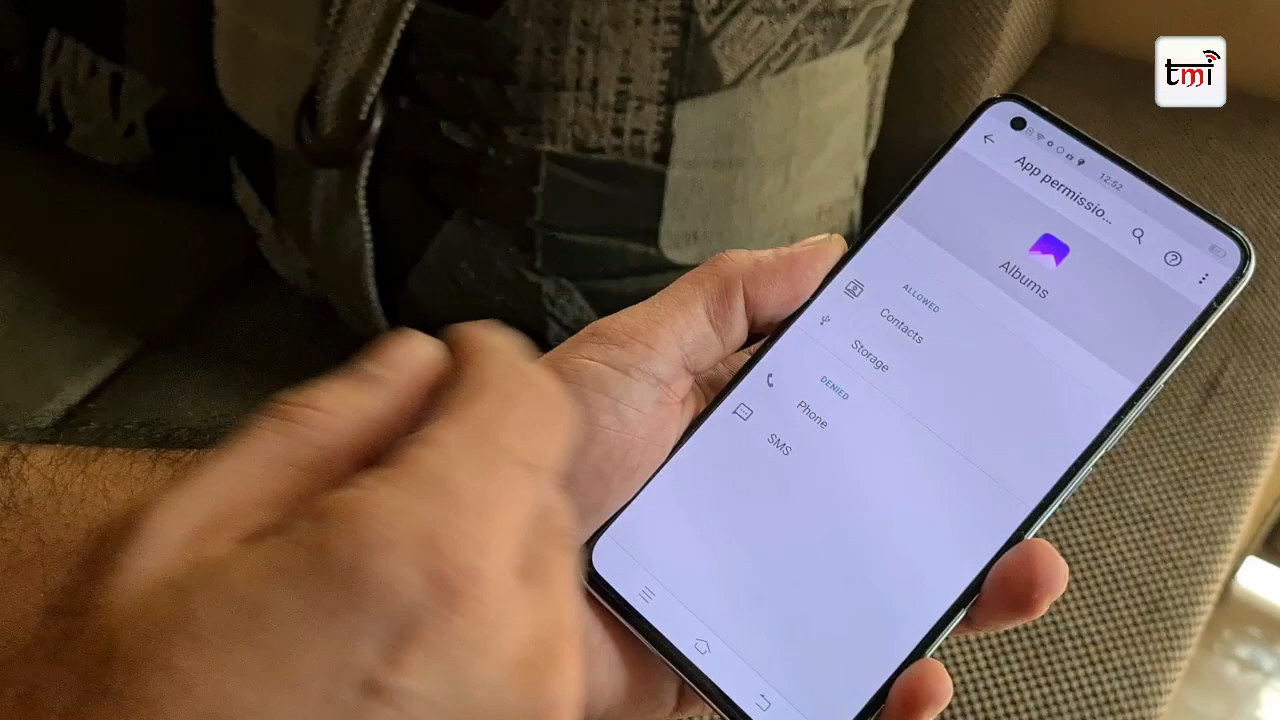 tmi
12:52
App permissio...
Albums
ALLOWED
Contacts
Storage
DENIED
Phone
SMS